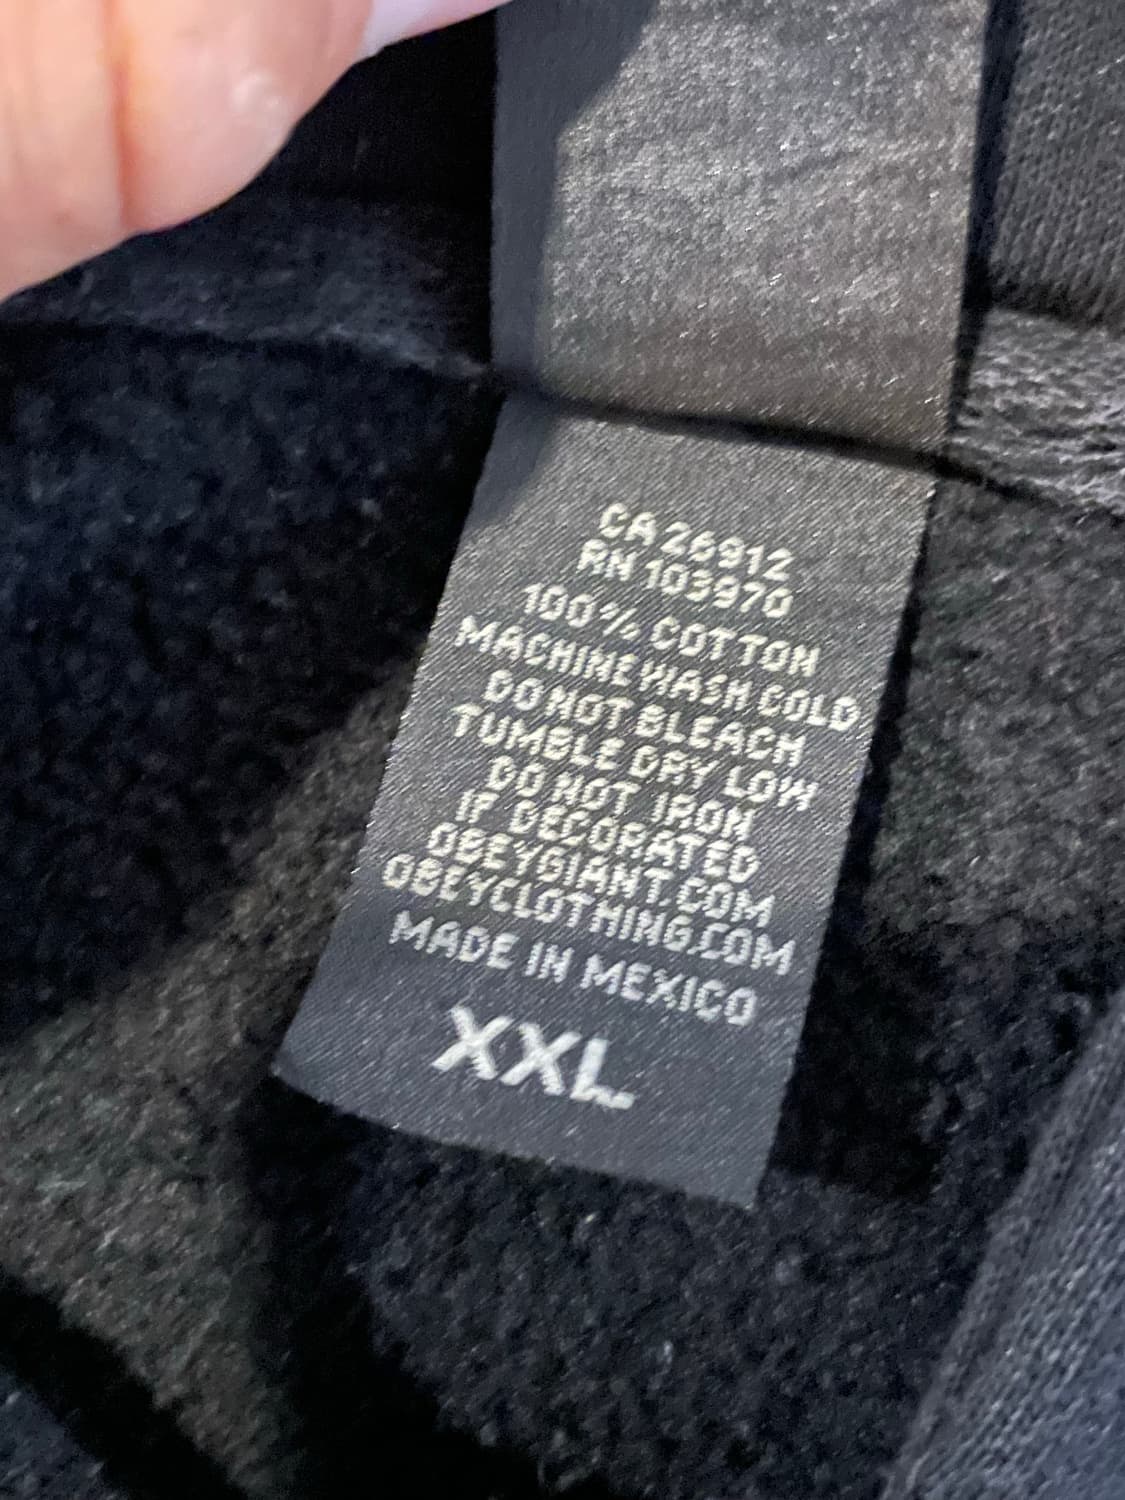 CA 26912
RN 103970
100% COTTON
MACHINE WASH COLD
DO NOT BLEACH
TUMBLE DRY LOW
DO NOT IRON
IF DECORATED
OBEYGIANT.COM
OBEYCLOTHING.COM
MADE IN MEXICO
XXL